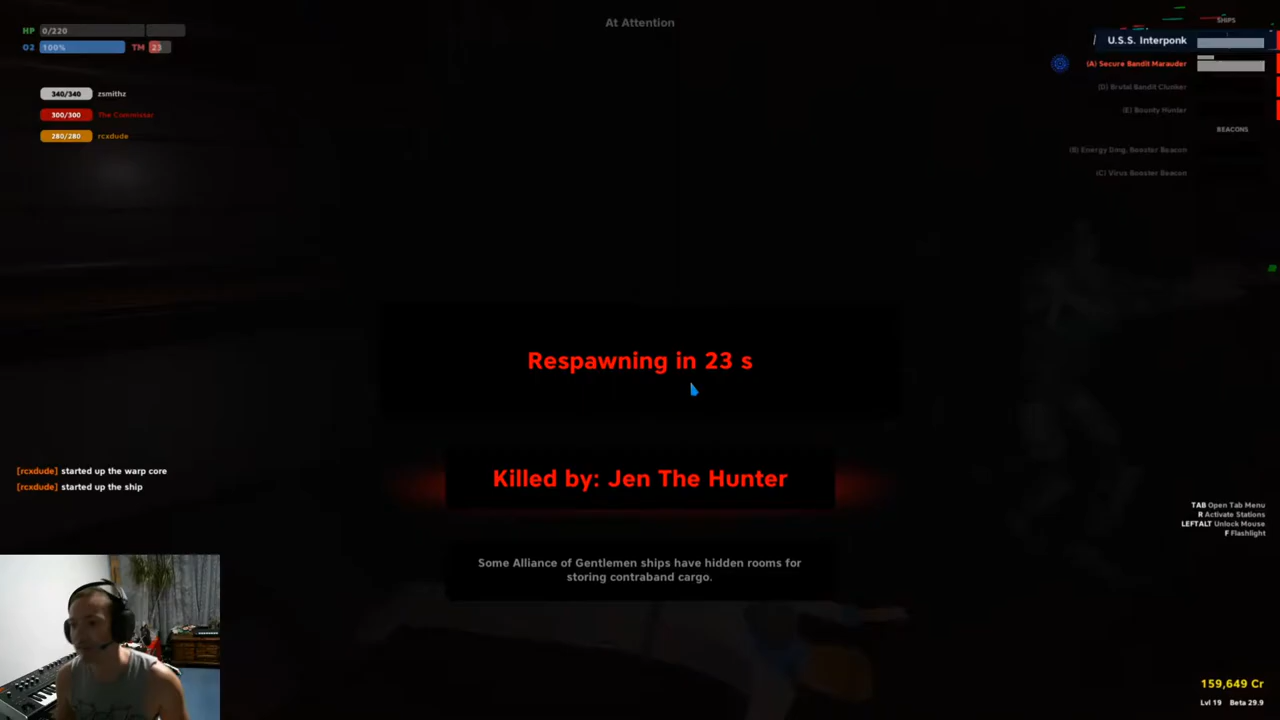 HP 0/220
At Attention
SHIPS
U.S.S. Interponk
O2 100% TM 23
(A) Secure Bandit Marauder
(D) Brutal Bandit Clunker
340/340 zsmithz
(E) Bounty Hunter
300/300 The Commissar
BEACONS
280/280 rcxdude
(B) Energy Dmg. Booster Beacon
(C) Virus Booster Beacon
Respawning in 23 s
[rcxdude] started up the warp core
Killed by: Jen The Hunter
[rcxdude] started up the ship
TAB Open Tab Menu
R Activate Stations
LEFTALT Unlock Mouse
F Flashlight
Some Alliance of Gentlemen ships have hidden rooms for
storing contraband cargo.
159,649 Cr
Lvl 19 Beta 29.9